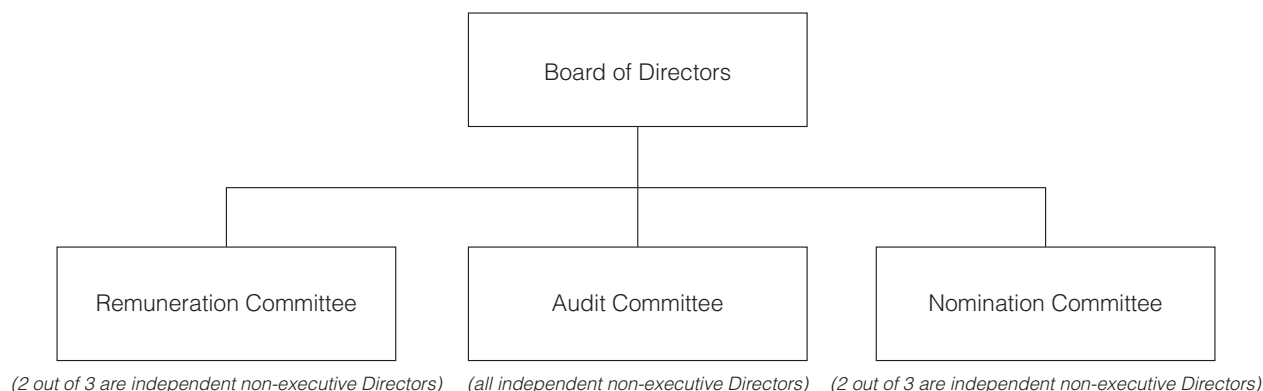 Board of Directors
Remuneration Committee
Audit Committee
Nomination Committee
(2 out of 3 are independent non-executive Directors)
(all independent non-executive Directors)
(2 out of 3 are independent non-executive Directors)